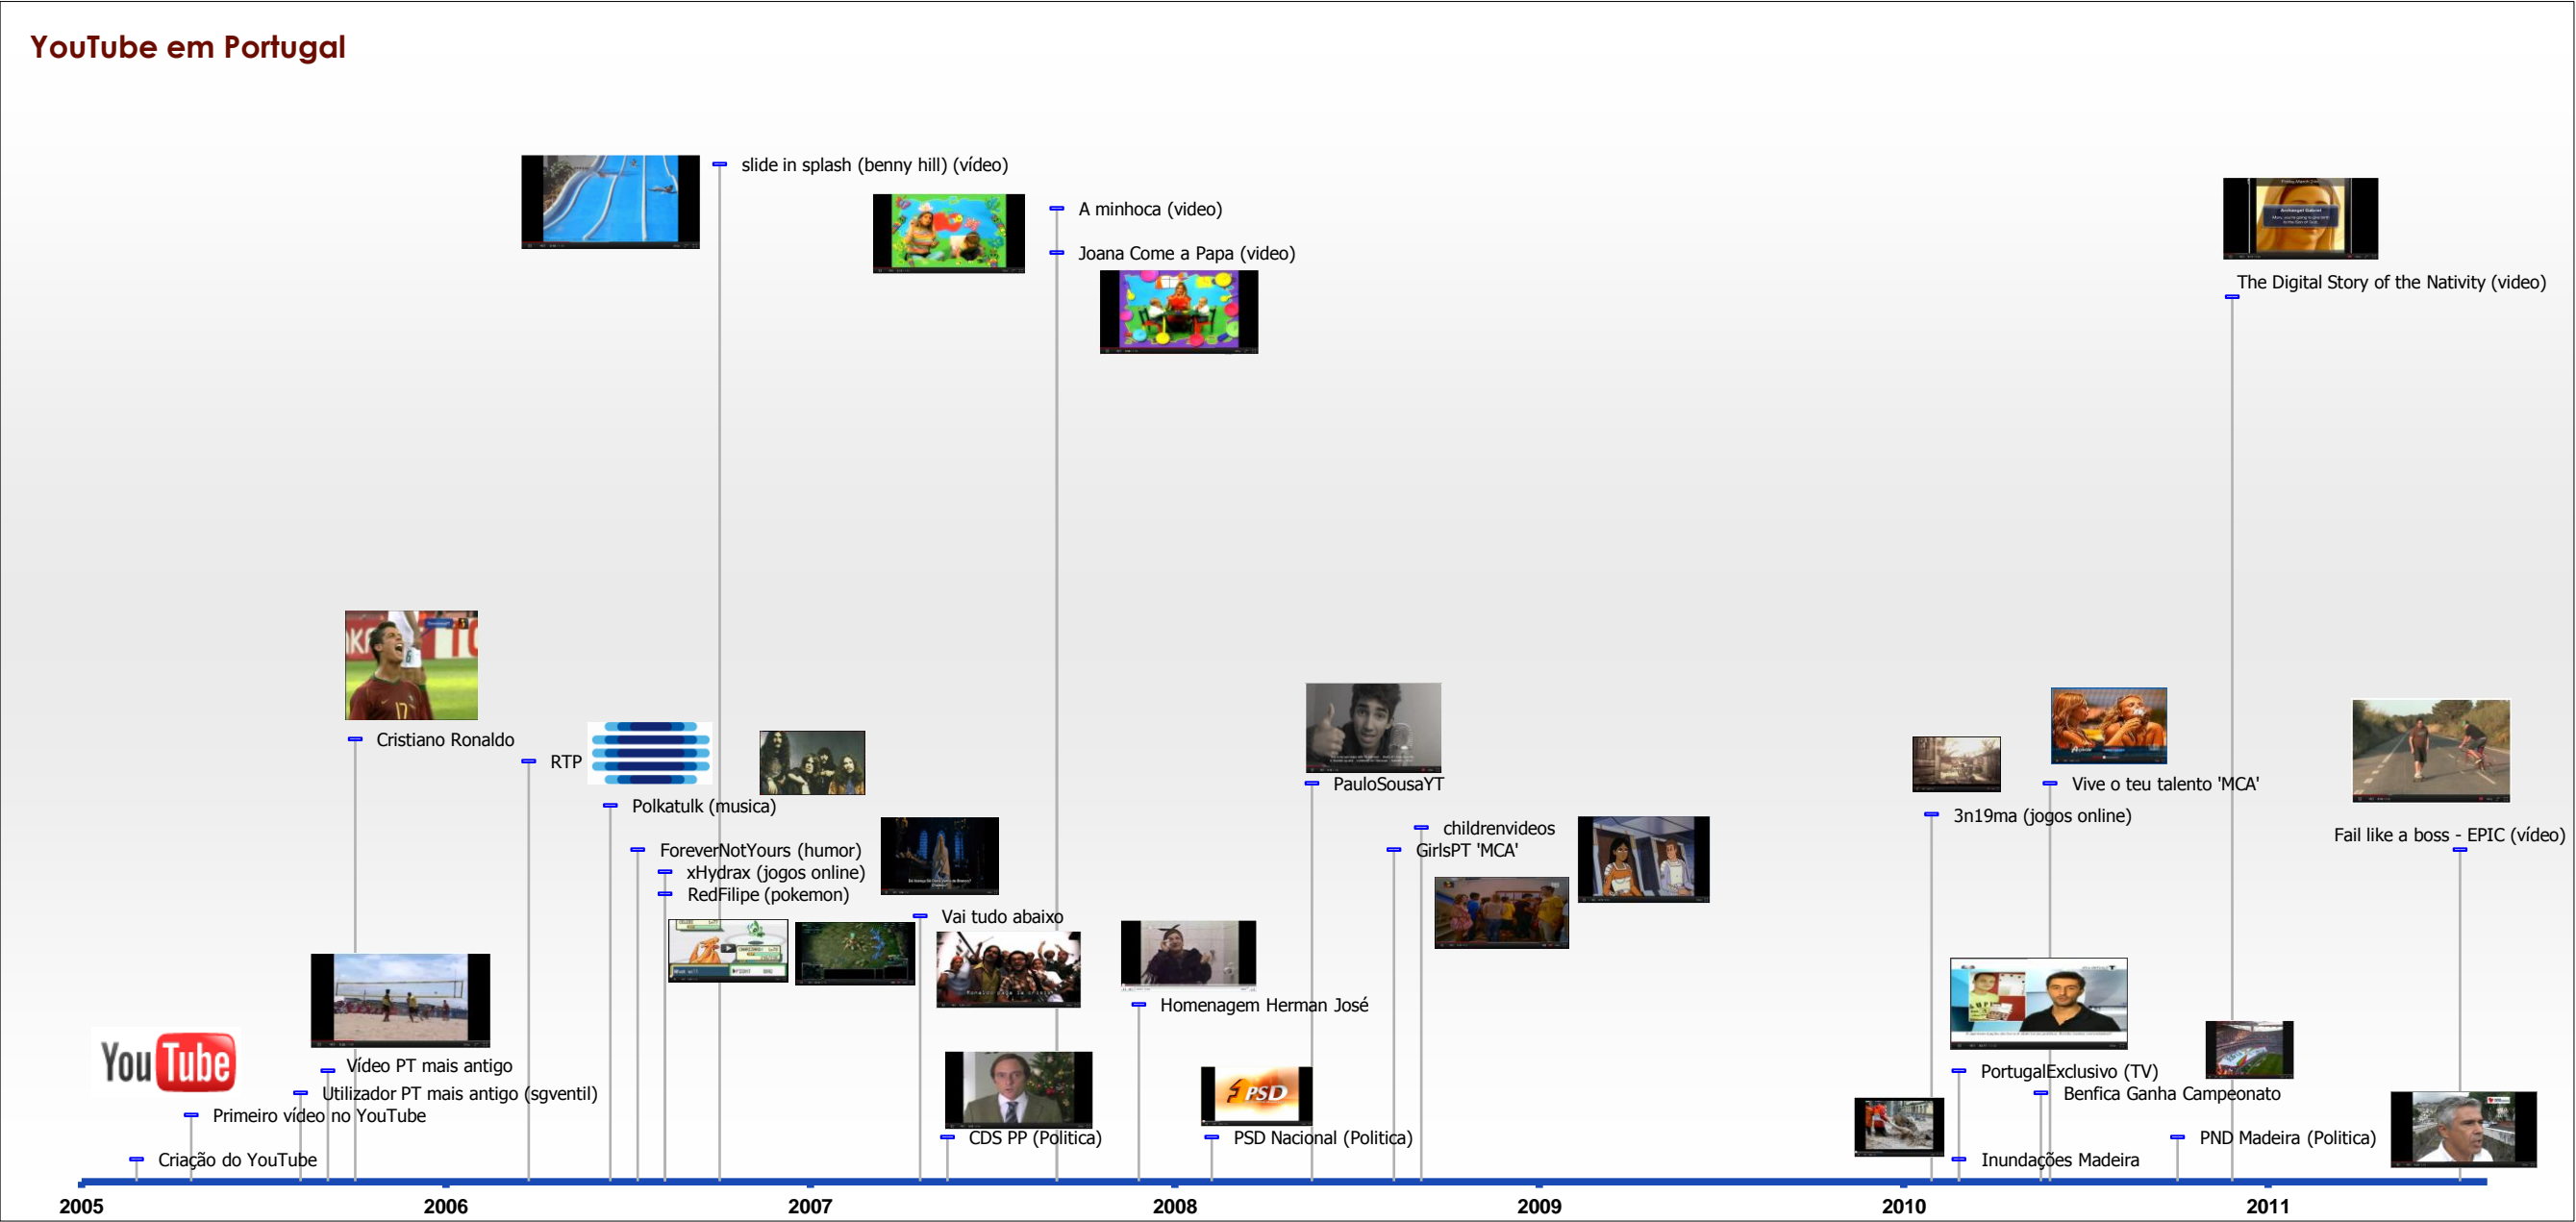 YouTube em Portugal
slide in splash (benny hill) (vídeo)
A minhoca (video)
Joana Come a Papa (video)
Archangel Gabriel
The Digital Story of the Nativity (video)
17
Cristiano Ronaldo
RTP
Polkatulk (musica)
PauloSousaYT
Vive o teu talento 'MCA'
3n19ma (jogos online)
childrenvideos
GirlsPT 'MCA'
Fail like a boss - EPIC (vídeo)
ForeverNotYours (humor)
xHydrax (jogos online)
RedFilipe (pokemon)
Vai tudo abaixo
Homenagem Herman José
YouTube
Vídeo PT mais antigo
Utilizador PT mais antigo (sgventil)
Primeiro vídeo no YouTube
Criação do YouTube
CDS PP (Politica)
PSD
PSD Nacional (Politica)
PortugalExclusivo (TV)
Benfica Ganha Campeonato
PND Madeira (Politica)
Inundações Madeira
2005 2006 2007 2008 2009 2010 2011